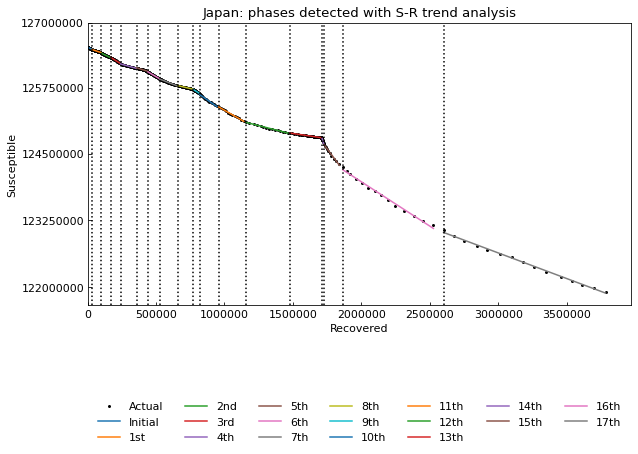 Japan: phases detected with S-R trend analysis
127000000
125750000
124500000
123250000
122000000
Susceptible
0 500000 1000000 1500000 2000000 2500000 3000000 3500000
Recovered
Actual 2nd 5th 8th 11th 14th 16th
Initial 3rd 6th 9th 12th 15th 17th
1st 4th 7th 10th 13th